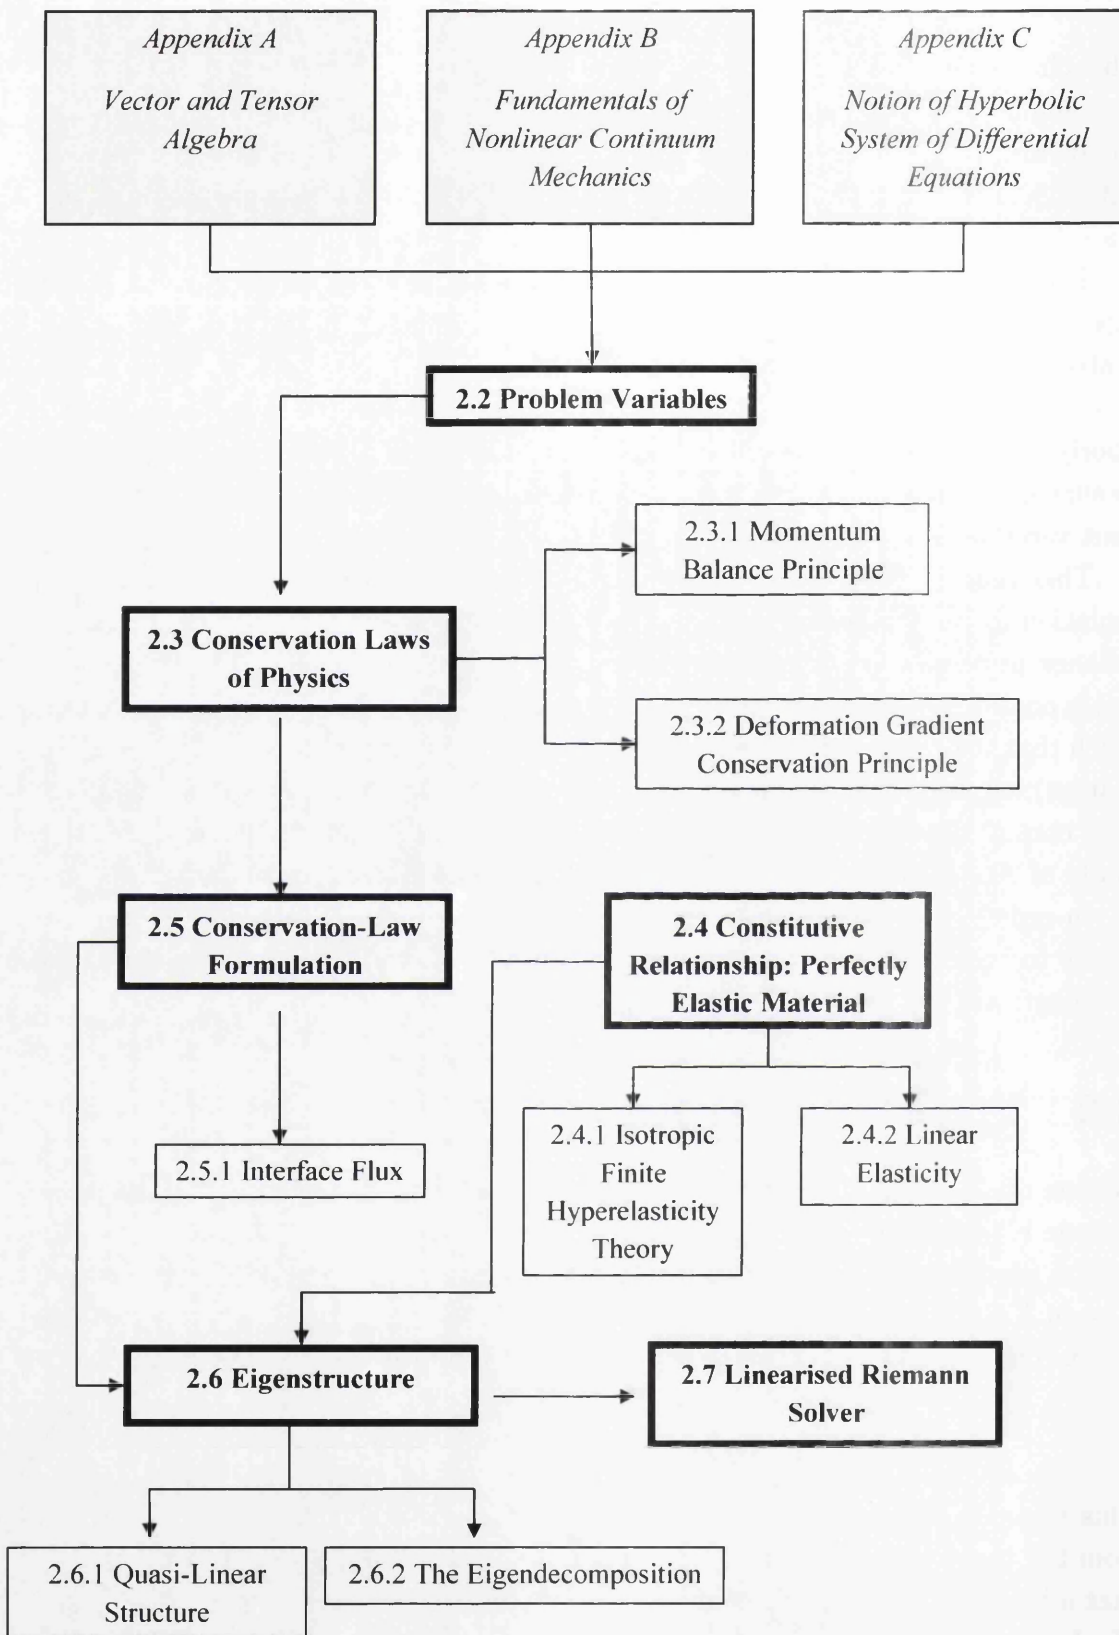 Appendix A
Vector and Tensor
Algebra
Appendix B
Fundamentals of
Nonlinear Continuum
Mechanics
Appendix C
Notion of Hyperbolic
System of Differential
Equations
2.2 Problem Variables
2.3.1 Momentum
Balance Principle
2.3 Conservation Laws
of Physics
2.3.2 Deformation Gradient
Conservation Principle
2.5 Conservation-Law
Formulation
2.4 Constitutive
Relationship: Perfectly
Elastic Material
2.4.1 Isotropic
Finite
Hyperelasticity
Theory
2.4.2 Linear
Elasticity
2.5.1 Interface Flux
2.6 Eigenstructure
2.7 Linearised Riemann
Solver
2.6.1 Quasi-Linear
Structure
2.6.2 The Eigendecomposition